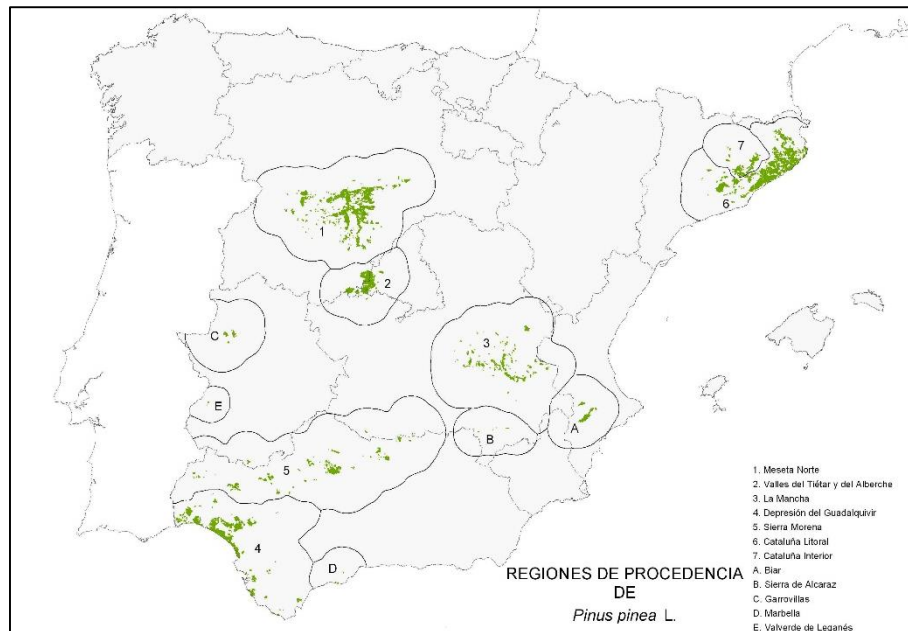 7
6
1
2
C
3
E
A
B
5
4
D
REGIONES DE PROCEDENCIA
DE
Pinus pinea L.
1. Meseta Norte
2. Valles del Tiétar y del Alberche
3. La Mancha
4. Depresión del Guadalquivir
5. Sierra Morena
6. Cataluña Litoral
7. Cataluña Interior
A. Biar
B. Sierra de Alcaraz
C. Garrovillas
D. Marbella
E. Valverde de Leganés